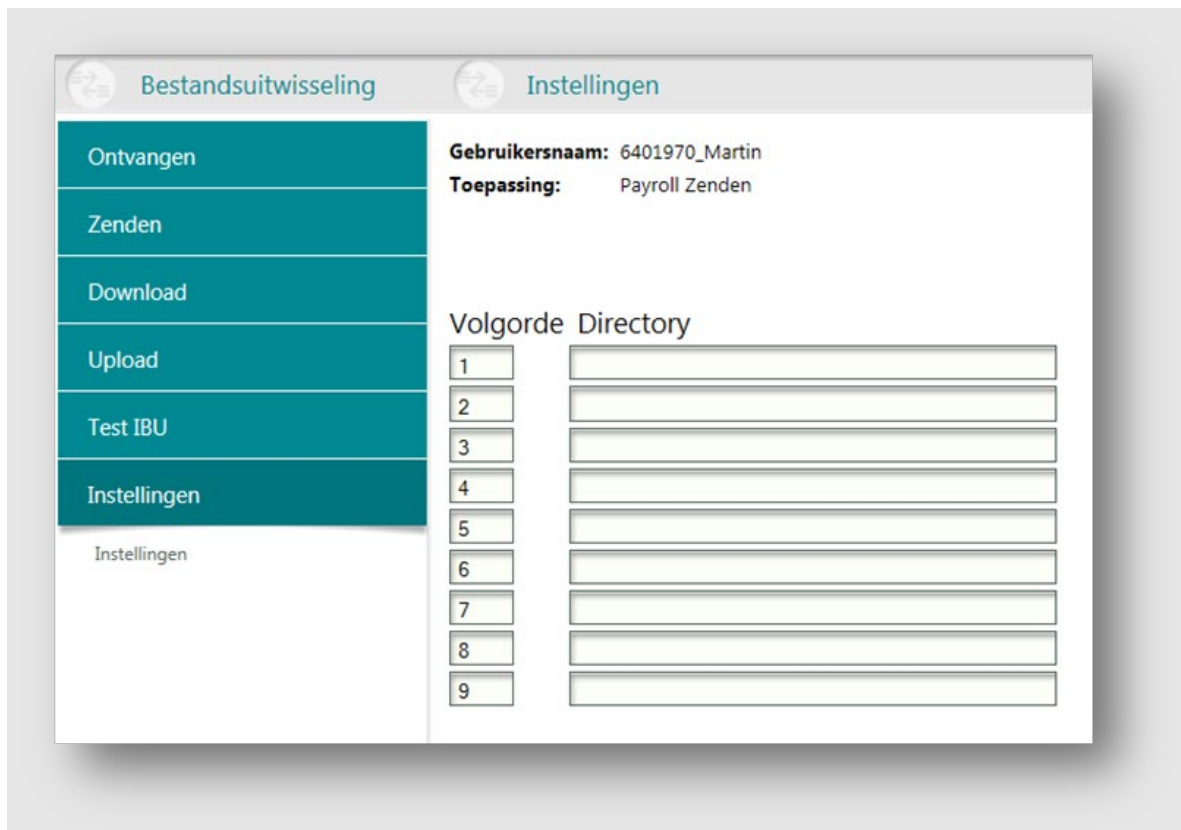 Bestandsuitwisseling
Instellingen
Ontvangen
Zenden
Download
Upload
Test IBU
Instellingen
Instellingen
Gebruikersnaam: 6401970_Martin
Toepassing: Payroll Zenden
Volgorde Directory
1
2
3
4
5
6
7
8
9